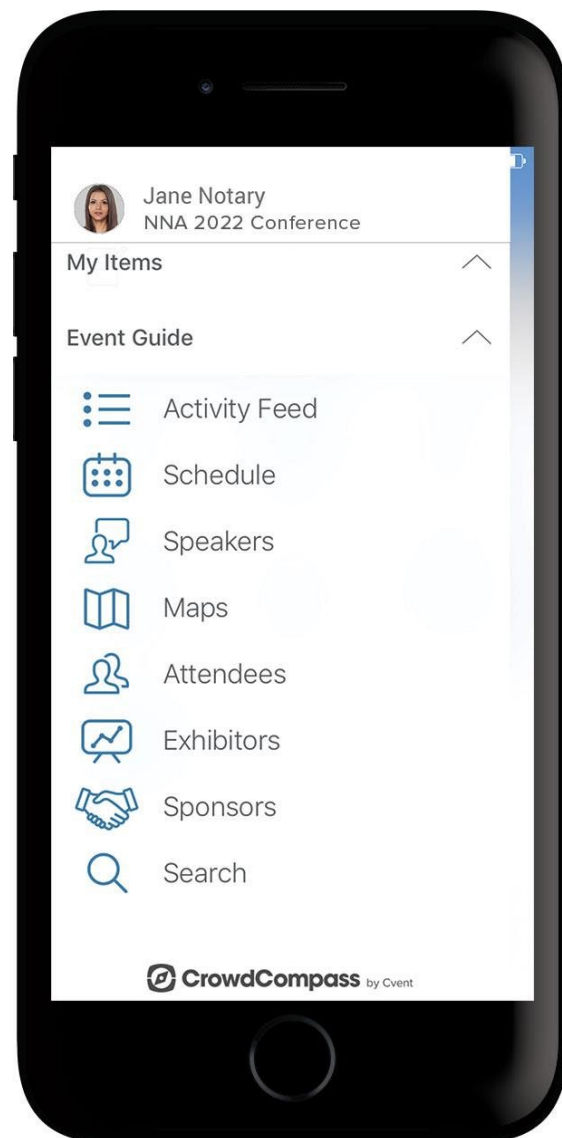 Jane Notary
NNA 2022 Conference
My Items
Event Guide
Activity Feed
Schedule
Speakers
Maps
Attendees
Exhibitors
Sponsors
Search
CrowdCompass by Cvent